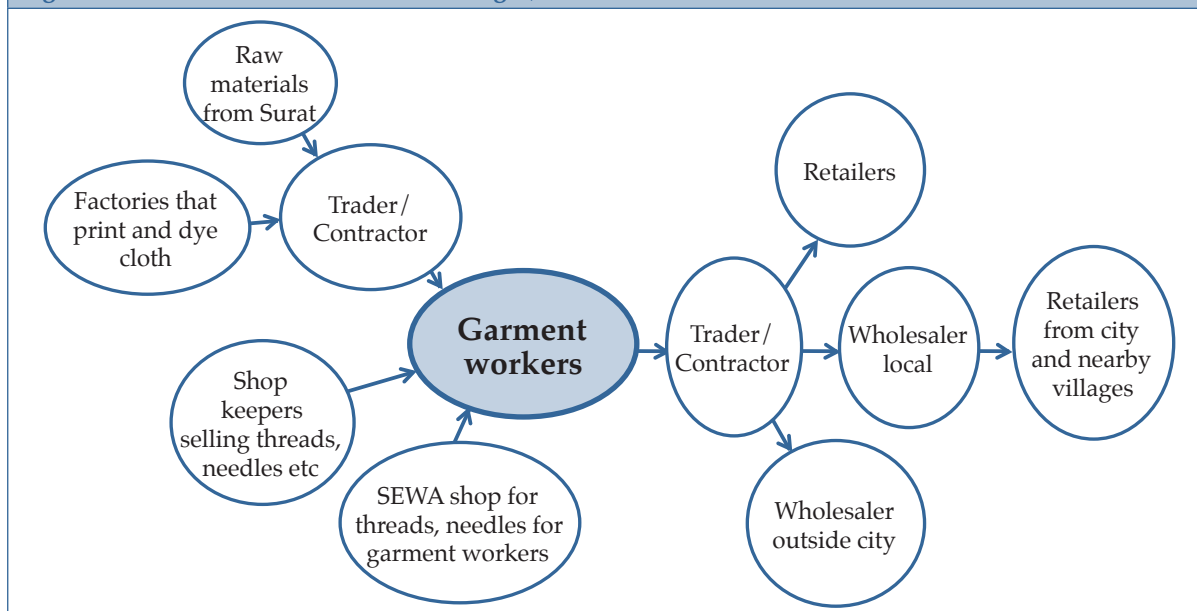 Raw
materials
from Surat
Factories that
print and dye
cloth
Trader/
Contractor
Shop
keepers
selling threads,
needles etc
SEWA shop for
threads, needles for
garment workers
Garment
workers
Trader/
Contractor
Retailers
Wholesaler
local
Retailers
from city
and nearby
villages
Wholesaler
outside city